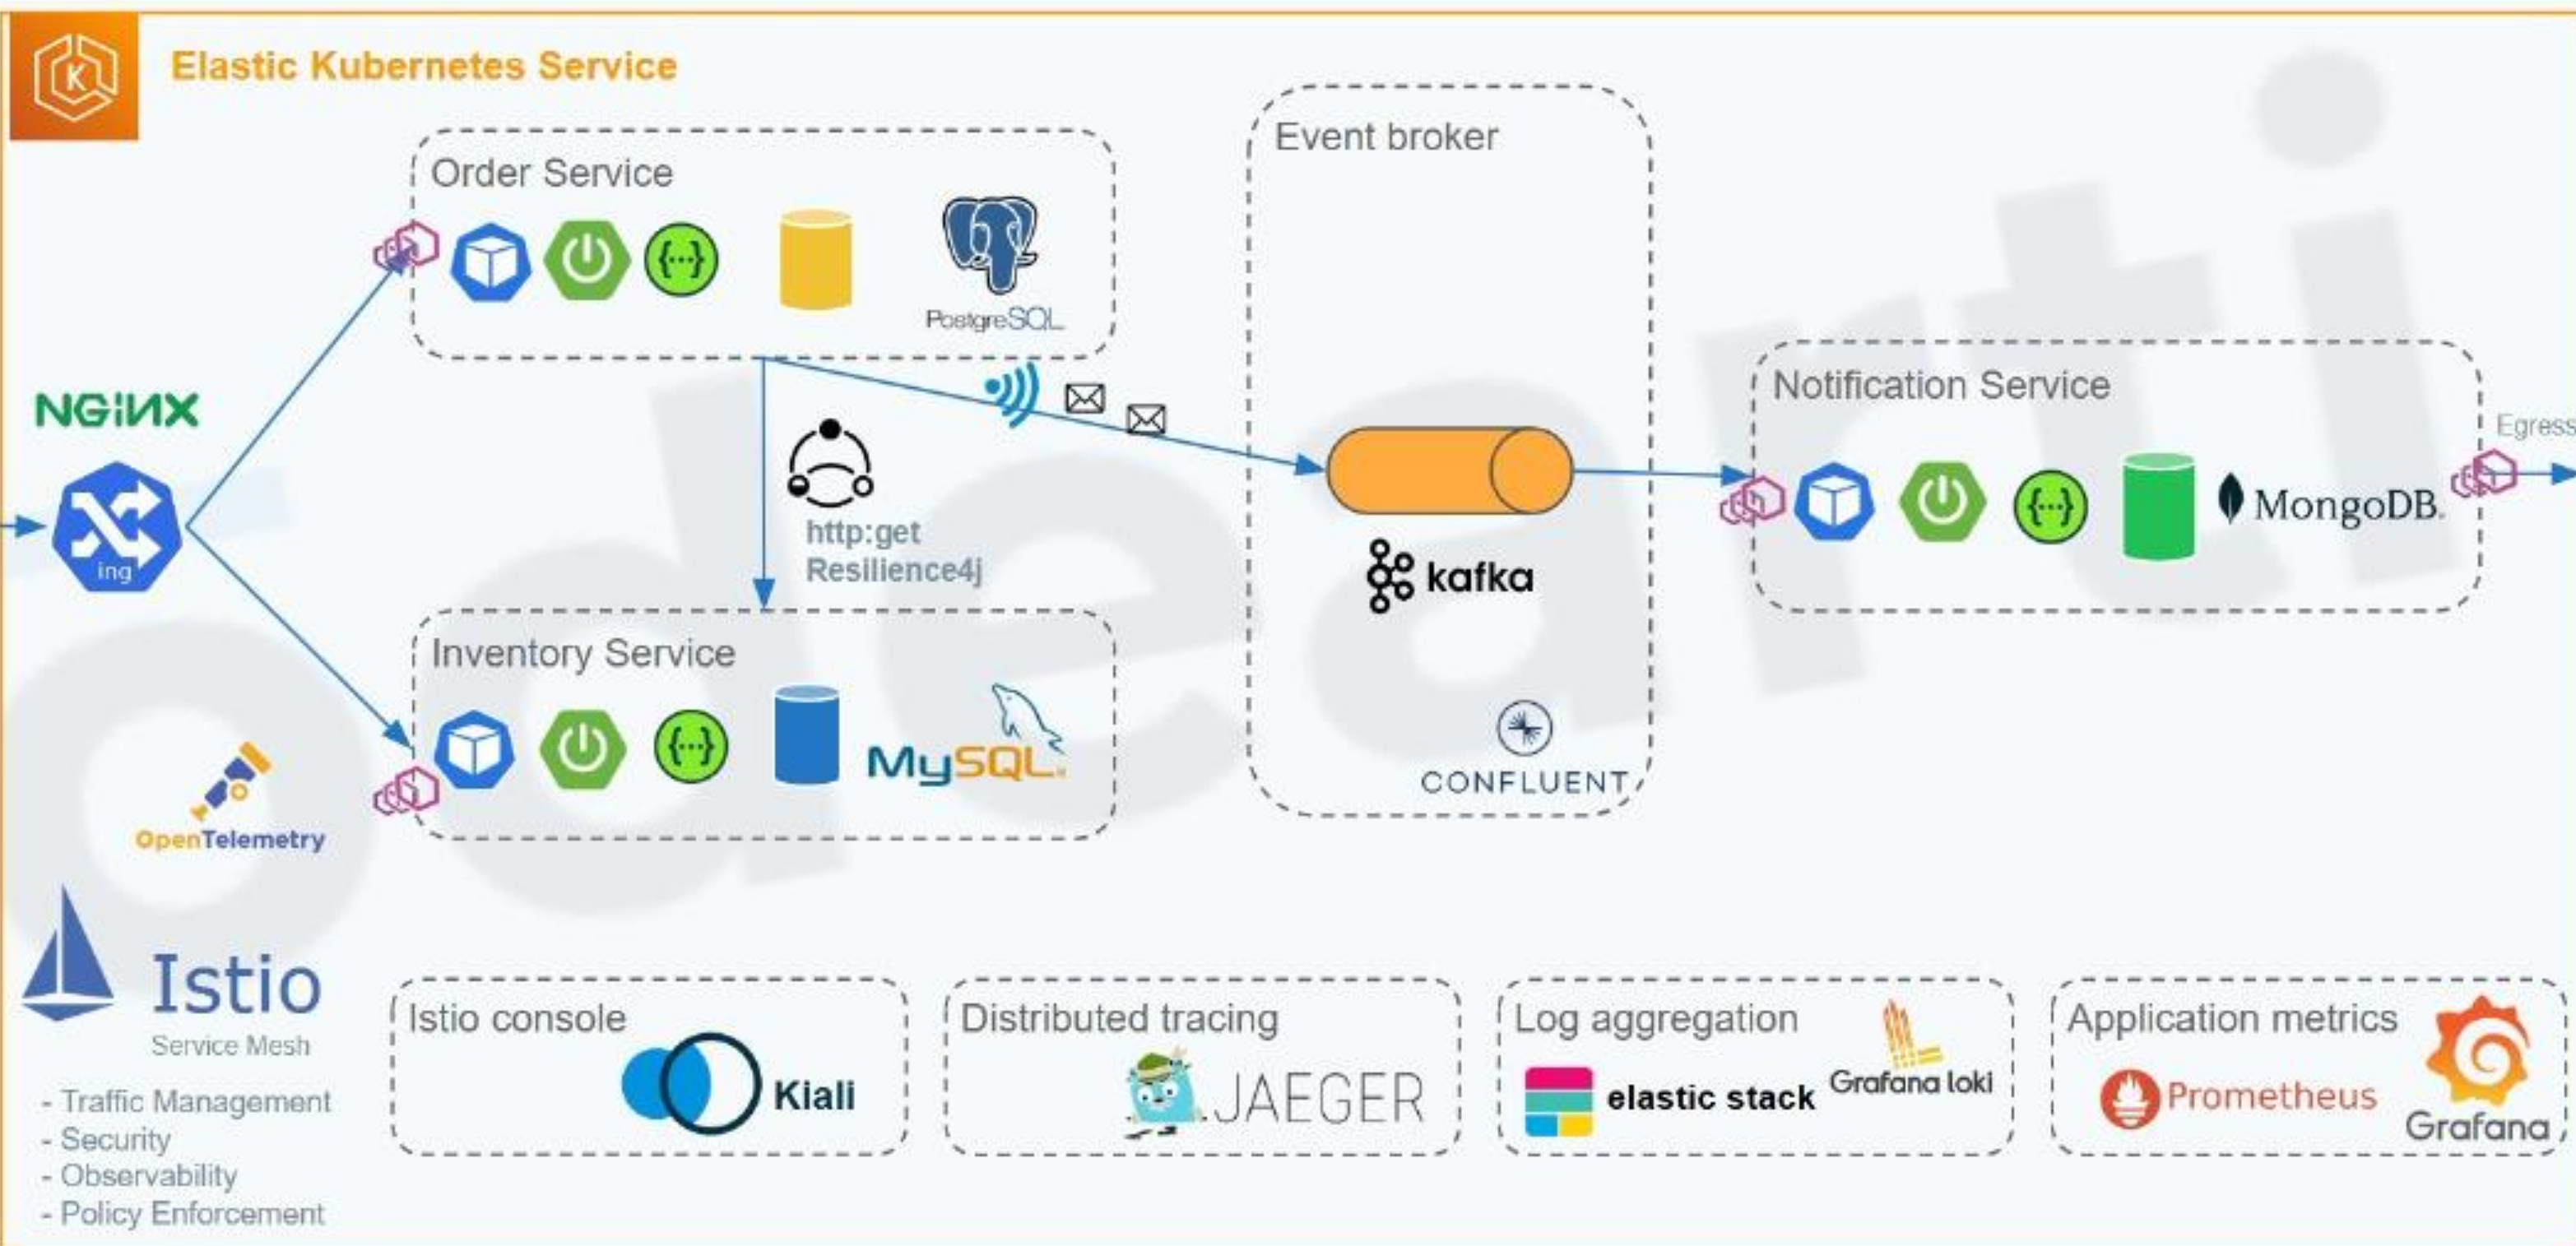 K
Elastic Kubernetes Service
Order Service
PostgreSQL
Event broker
NGiNX
ing
http:get
Resilience4j
kafka
CONFLUENT
Notification Service
MongoDB.
Egress
Inventory Service
MySQL
OpenTelemetry
Istio
Service Mesh
- Traffic Management
- Security
- Observability
- Policy Enforcement
Istio console
Kiali
Distributed tracing
JAEGER
Log aggregation
elastic stack
Grafana loki
Application metrics
Prometheus
Grafana